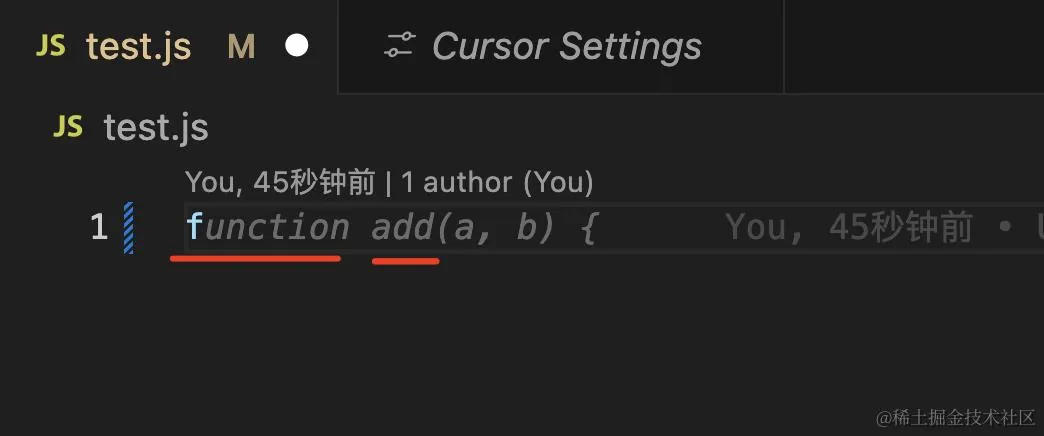 JS test.js M Cursor Settings
JS test.js
You, 45秒钟前 | 1 author (You)
1 function add(a, b) { You, 45秒钟前 •
@稀土掘金技术社区